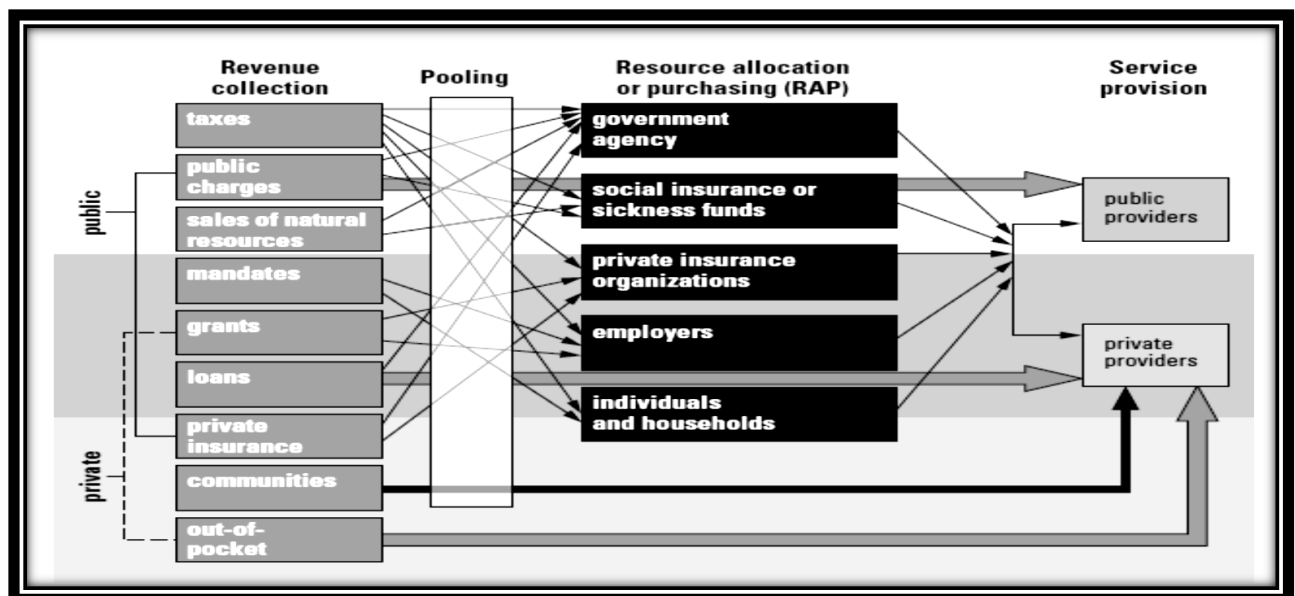 Revenue
collection
Pooling
Resource allocation
or purchasing (RAP)
Service
provision
public
private
taxes
public
charges
sales of natural
resources
mandates
grants
loans
private
insurance
communities
out-of-
pocket
government
agency
social insurance or
sickness funds
private insurance
organizations
employers
individuals
and households
public
providers
private
providers